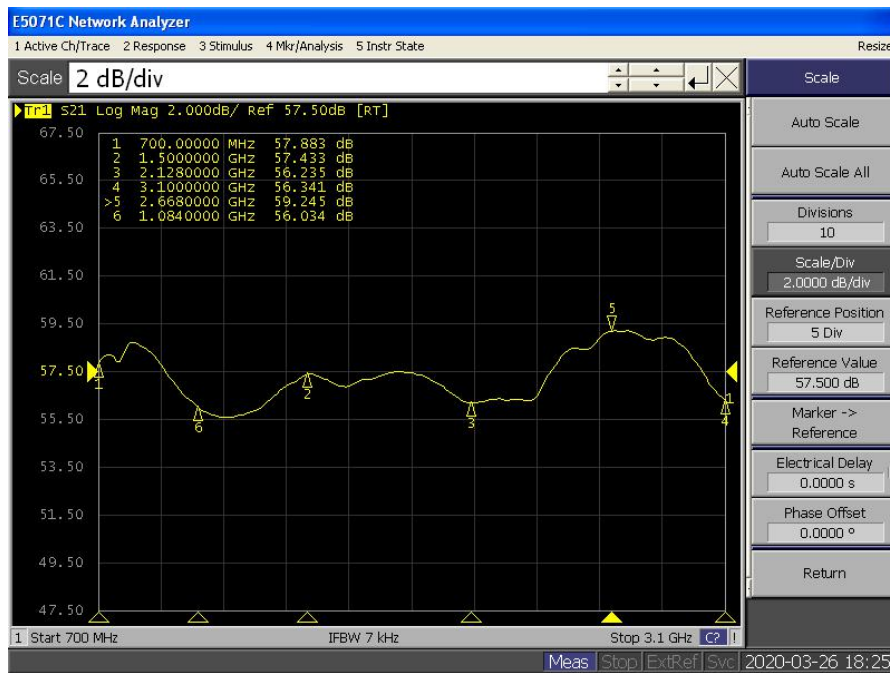 E5071C Network Analyzer
1 Active Ch/Trace 2 Response 3 Stimulus 4 Mkr/Analysis 5 Instr State Resize
Scale 2 dB/div
Scale
Tr1 S21 Log Mag 2.000dB/ Ref 57.50dB [RT]
67.50
65.50
63.50
61.50
59.50
57.50
55.50
53.50
51.50
49.50
47.50
1 700.00000 MHz 57.883 dB
2 1.5000000 GHz 57.433 dB
3 2.1280000 GHz 56.235 dB
4 3.1000000 GHz 56.341 dB
>5 2.6680000 GHz 59.245 dB
6 1.0840000 GHz 56.034 dB
1
6
2
3
5
1
4
Auto Scale
Auto Scale All
Divisions
10
Scale/Div
2.0000 dB/div
Reference Position
5 Div
Reference Value
57.500 dB
Marker ->
Reference
Electrical Delay
0.0000 s
Phase Offset
0.0000 °
Return
1 Start 700 MHz IFBW 7 kHz Stop 3.1 GHz C? !
Meas Stop ExtRef Svc 2020-03-26 18:25